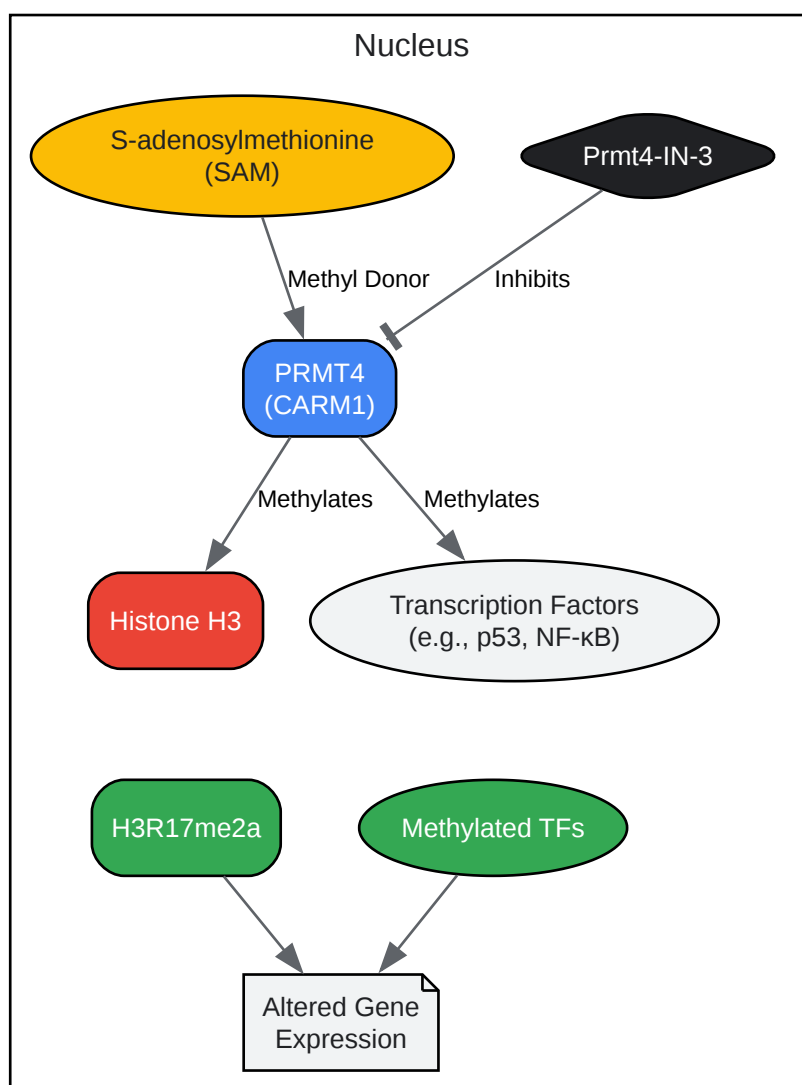 Nucleus
S-adenosylmethionine
(SAM)
Prmt4-IN-3
Methyl Donor
Inhibits
PRMT4
(CARM1)
Methylates
Methylates
Histone H3
Transcription Factors
(e.g., p53, NF-κB)
H3R17me2a
Methylated TFs
Altered Gene
Expression